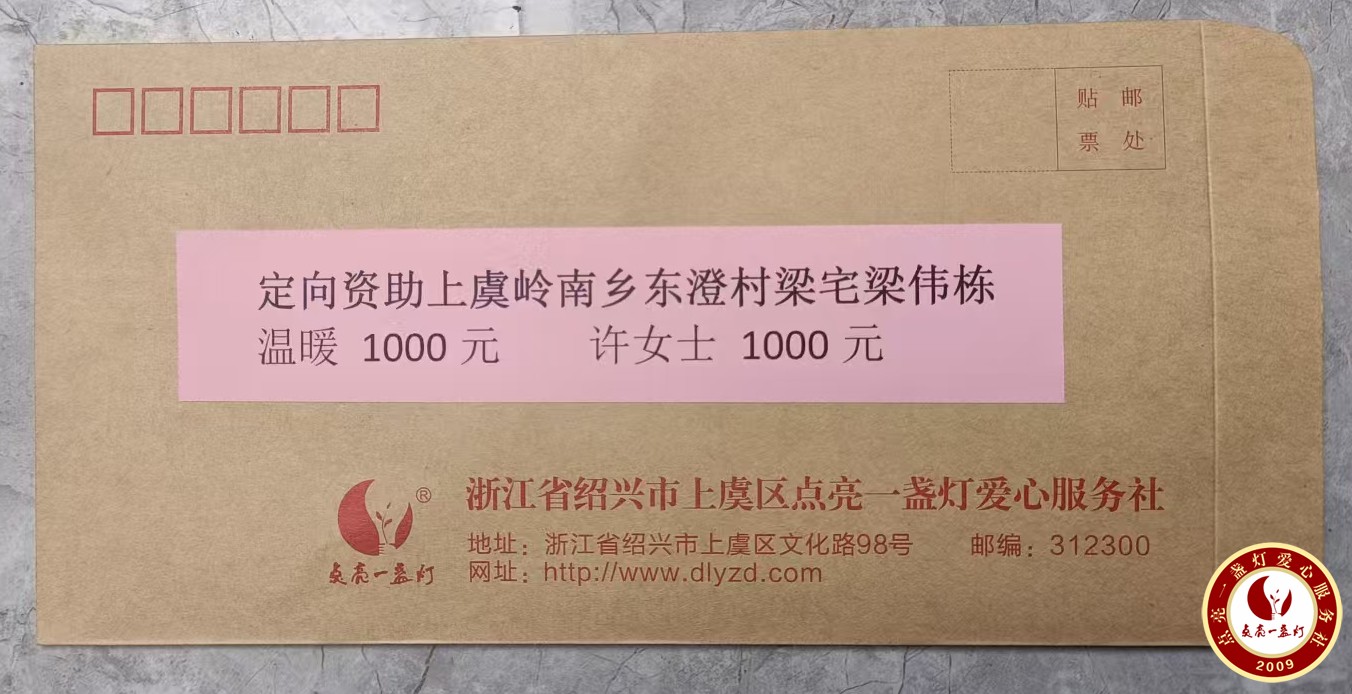 贴 邮
票 处
定向资助上虞岭南乡东澄村梁宅梁伟栋
温暖 1000 元 许女士 1000 元
®
点亮一盏灯
浙江省绍兴市上虞区点亮一盏灯爱心服务社
地址：浙江省绍兴市上虞区文化路98号 邮编：312300
网址：http://www.dlyzd.com
点亮一盏灯爱心服务社
点亮一盏灯
2009